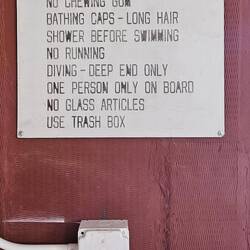 NO CHEWING GUM
BATHING CAPS - LONG HAIR
SHOWER BEFORE SWIMMING
NO RUNNING
DIVING - DEEP END ONLY
ONE PERSON ONLY ON BOARD
NO GLASS ARTICLES
USE TRASH BOX